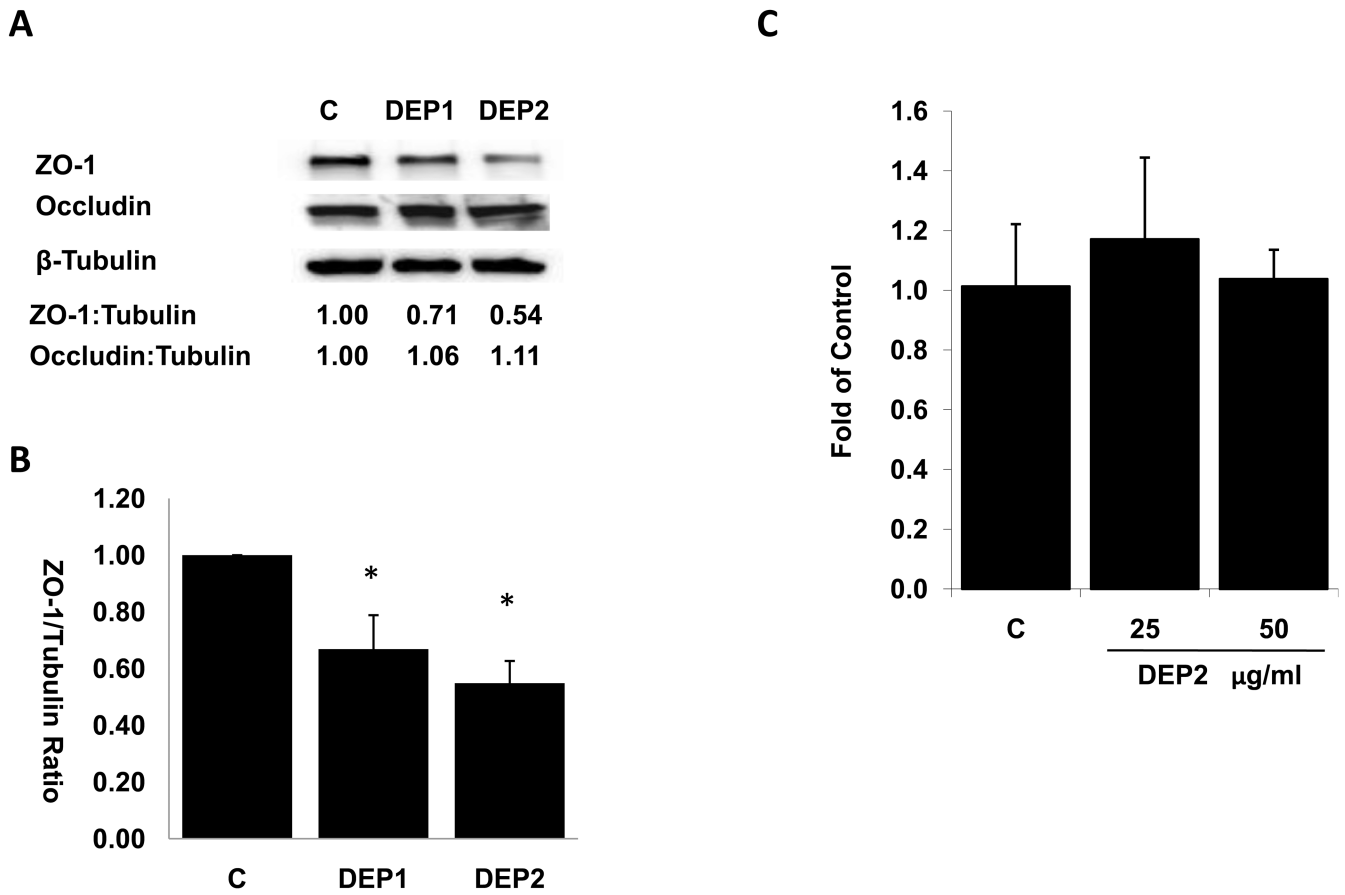 A
C DEP1 DEP2
ZO-1
Occludin
β-Tubulin
ZO-1:Tubulin 1.00 0.71 0.54
Occludin:Tubulin 1.00 1.06 1.11
B
ZO-1/Tubulin Ratio
1.20
1.00
0.80
0.60
0.40
0.20
0.00
* *
C DEP1 DEP2
C
Fold of Control
1.6
1.4
1.2
1.0
0.8
0.6
0.4
0.2
0.0
C 25 50
DEP2 µg/ml